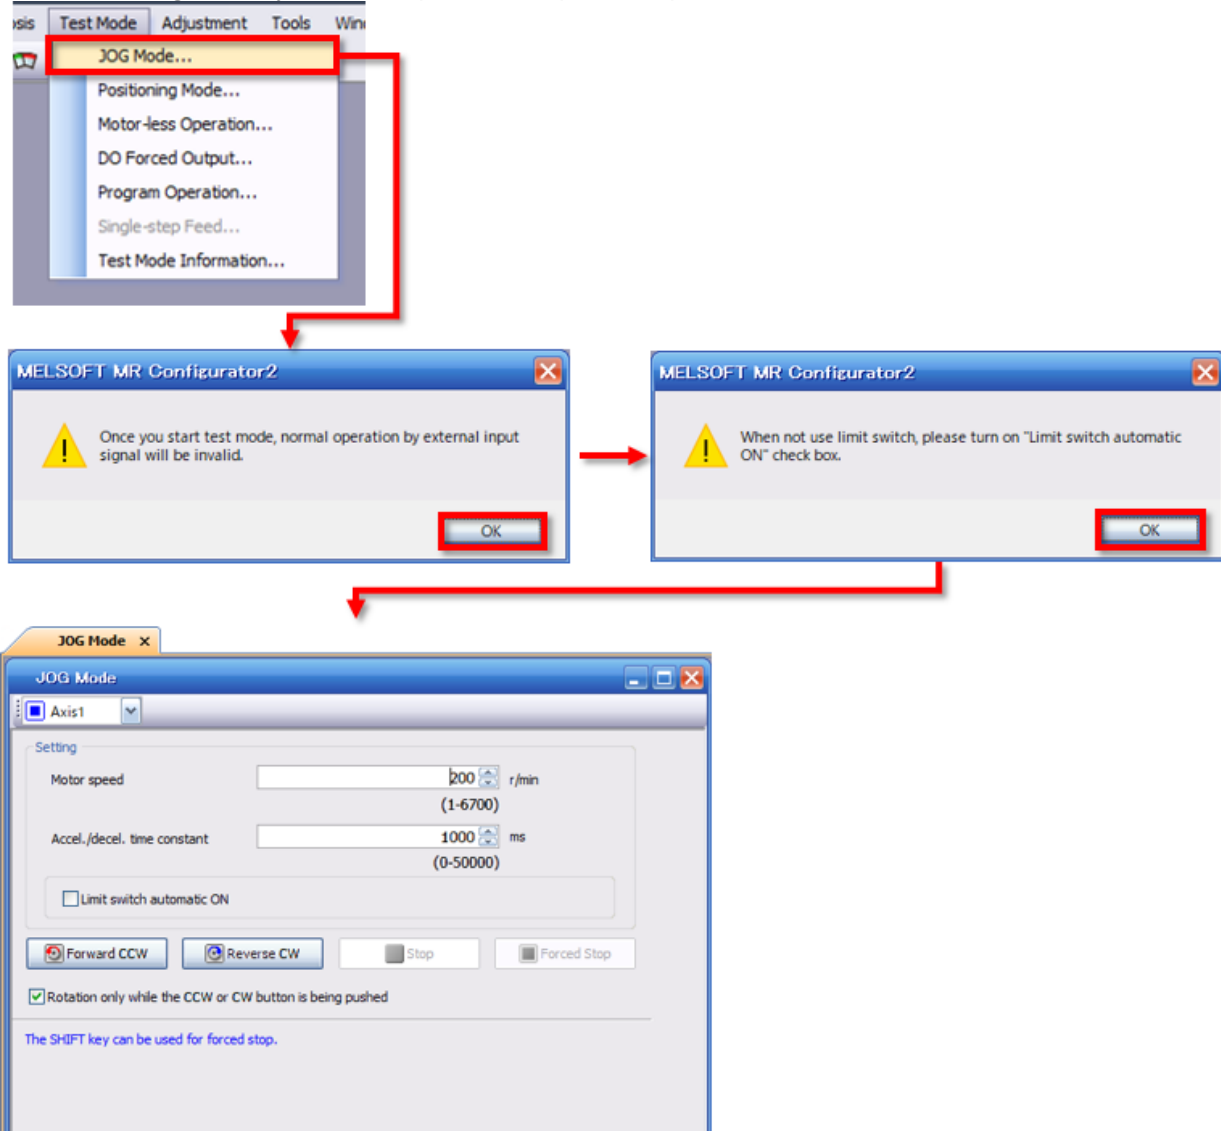 Test Mode Adjustment Tools
JOG Mode...
Positioning Mode...
Motor-less Operation...
DO Forced Output...
Program Operation...
Single-step Feed...
Test Mode Information...
MELSOFT MR Configurator2
Once you start test mode, normal operation by external input
signal will be invalid.
OK
MELSOFT MR Configurator2
When not use limit switch, please turn on "Limit switch automatic
ON" check box.
OK
JOG Mode
JOG Mode
Axis1
Setting
Motor speed 200 r/min
(1-6700)
Accel./decel. time constant 1000 ms
(0-50000)
Limit switch automatic ON
Forward CCW Reverse CW Stop Forced Stop
Rotation only while the CCW or CW button is being pushed
The SHIFT key can be used for forced stop.